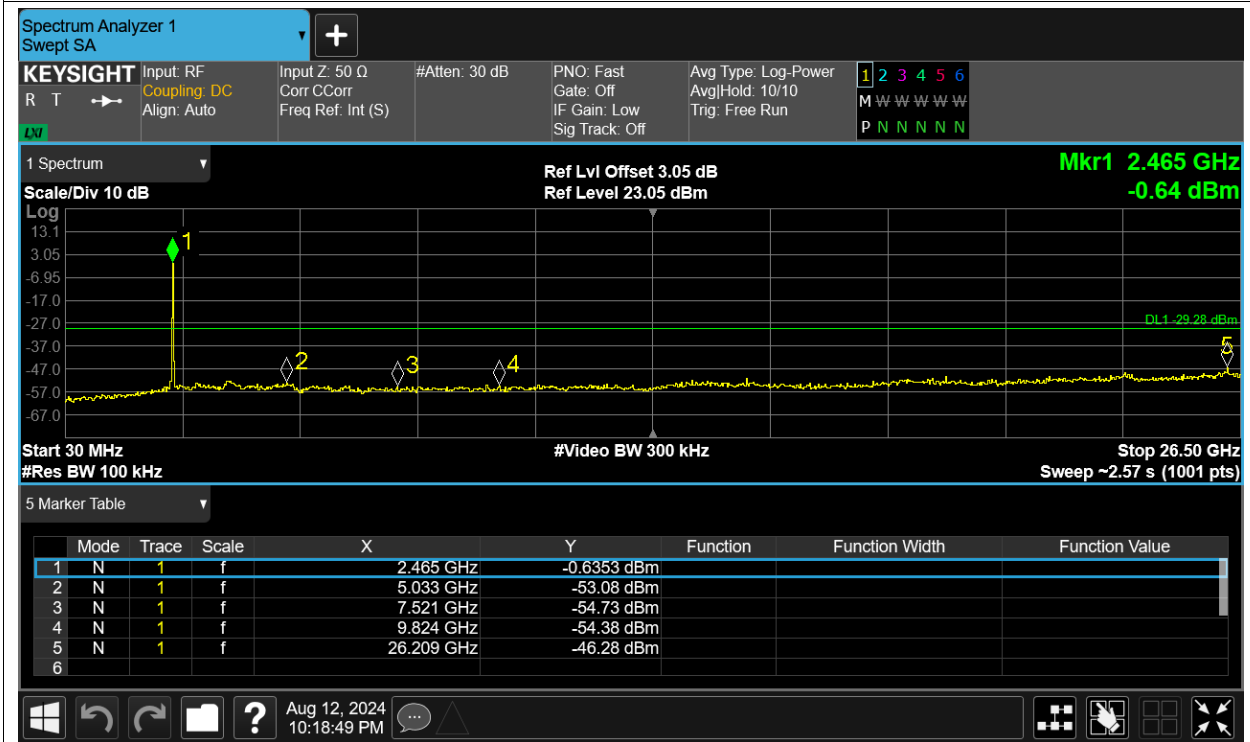 Spectrum Analyzer 1
Swept SA
KEYSIGHT
R T
LXI
Input: RF
Coupling: DC
Align: Auto
Input Z: 50 Ω
Corr CCorr
Freq Ref: Int (S)
#Atten: 30 dB
PNO: Fast
Gate: Off
IF Gain: Low
Sig Track: Off
Avg Type: Log-Power
Avg|Hold: 10/10
Trig: Free Run
1 2 3 4 5 6
M W W W W W
P N N N N N
1 Spectrum
Scale/Div 10 dB
Ref Lvl Offset 3.05 dB
Ref Level 23.05 dBm
Mkr1 2.465 GHz
-0.64 dBm
Log
13.1
3.05
-6.95
-17.0
-27.0
-37.0
-47.0
-57.0
-67.0
1
2
3
4
5
DL1 -29.28 dBm
Start 30 MHz
#Res BW 100 kHz
#Video BW 300 kHz
Stop 26.50 GHz
Sweep ~2.57 s (1001 pts)
5 Marker Table
Mode Trace Scale X Y Function Function Width Function Value
1 N 1 f 2.465 GHz -0.6353 dBm
2 N 1 f 5.033 GHz -53.08 dBm
3 N 1 f 7.521 GHz -54.73 dBm
4 N 1 f 9.824 GHz -54.38 dBm
5 N 1 f 26.209 GHz -46.28 dBm
6
?
Aug 12, 2024
10:18:49 PM